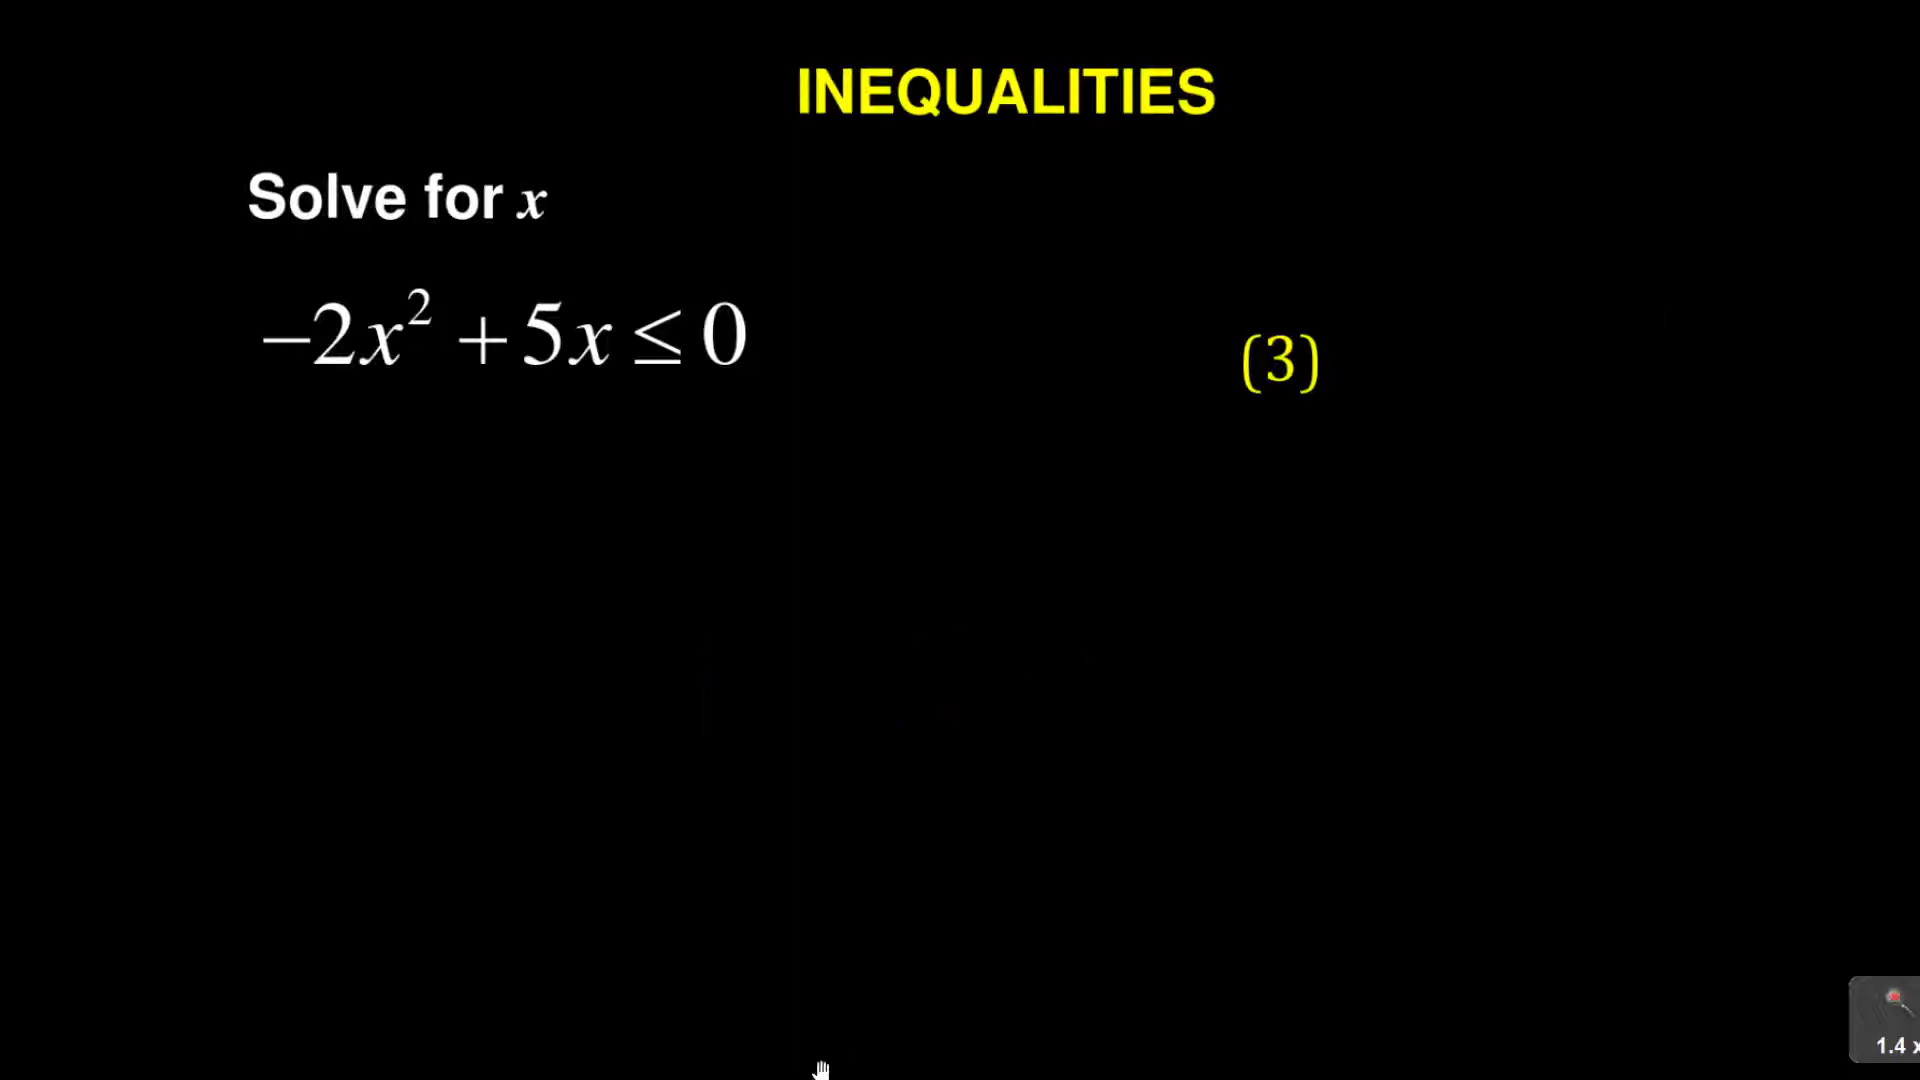 INEQUALITIES
Solve for x
−2x² + 5x ≤ 0
(3)
1.4 x